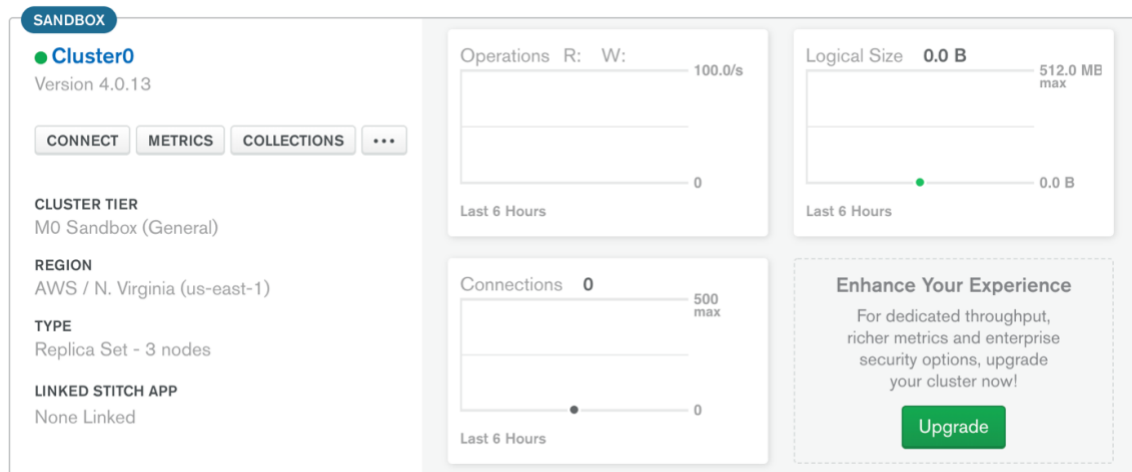 SANDBOX
Cluster0
Version 4.0.13
CONNECT METRICS COLLECTIONS ...
CLUSTER TIER
M0 Sandbox (General)
REGION
AWS / N. Virginia (us-east-1)
TYPE
Replica Set - 3 nodes
LINKED STITCH APP
None Linked
Operations R: W:
100.0/s
0
Last 6 Hours
Logical Size 0.0 B
512.0 MB
max
0.0 B
Last 6 Hours
Connections 0
500
max
0
Last 6 Hours
Enhance Your Experience
For dedicated throughput,
richer metrics and enterprise
security options, upgrade
your cluster now!
Upgrade